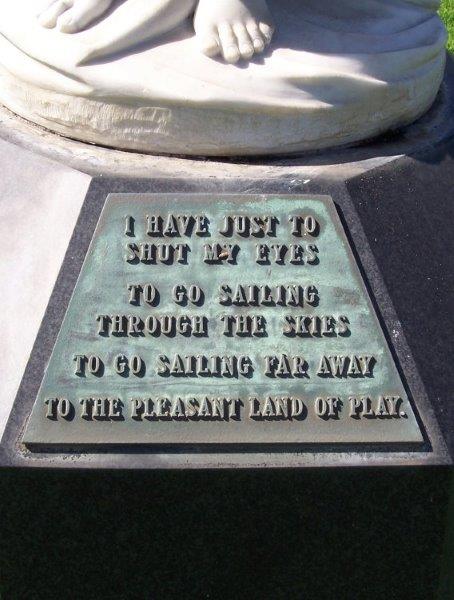 I HAVE JUST TO
SHUT MY EYES
TO GO SAILING
THROUGH THE SKIES
TO GO SAILING FAR AWAY
TO THE PLEASANT LAND OF PLAY.